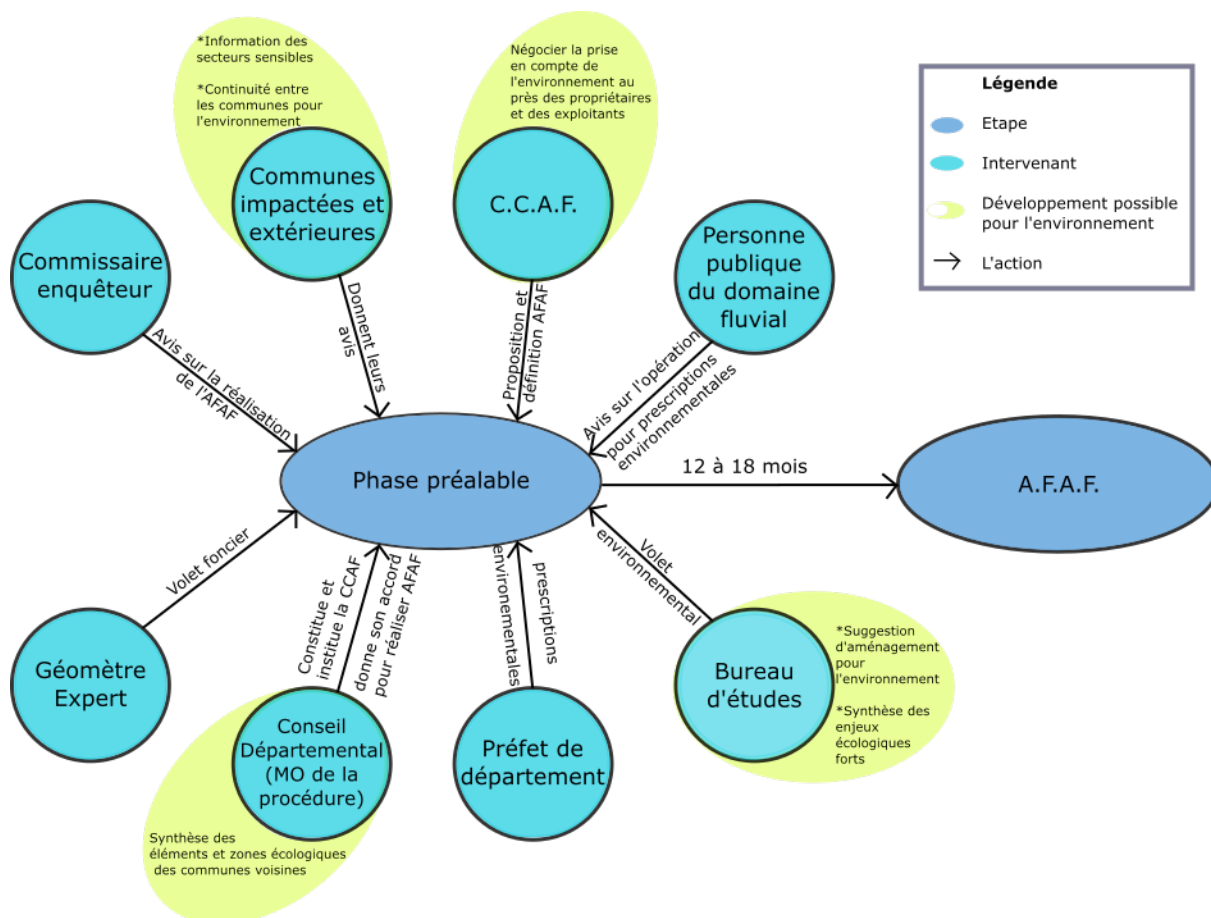 *Information des
secteurs sensibles
*Continuité entre
les communes pour
l'environnement
Négocier la prise
en compte de
l'environnement au
près des propriétaires
et des exploitants
Légende
Etape
Intervenant
Développement possible
pour l'environnement
L'action
Communes
impactées et
extérieures
C.C.A.F.
Commissaire
enquêteur
Personne
publique
du domaine
fluvial
Avis sur la réalisation
de l'AFAF
Donnent leurs
avis
Proposition et
définition AFAF
Avis sur l'opération
pour prescriptions
environnementales
Phase préalable
12 à 18 mois
A.F.A.F.
Volet foncier
Constitue et
institue la CCAF
donne son accord
pour réaliser AFAF
environementales
prescriptions
Volet
environnemental
Géomètre
Expert
Conseil
Départemental
(MO de la
procédure)
Préfet de
département
Bureau
d'études
*Suggestion
d'aménagement
pour
l'environnement
*Synthèse des
enjeux
écologiques
forts
Synthèse des
éléments et zones écologiques
des communes voisines